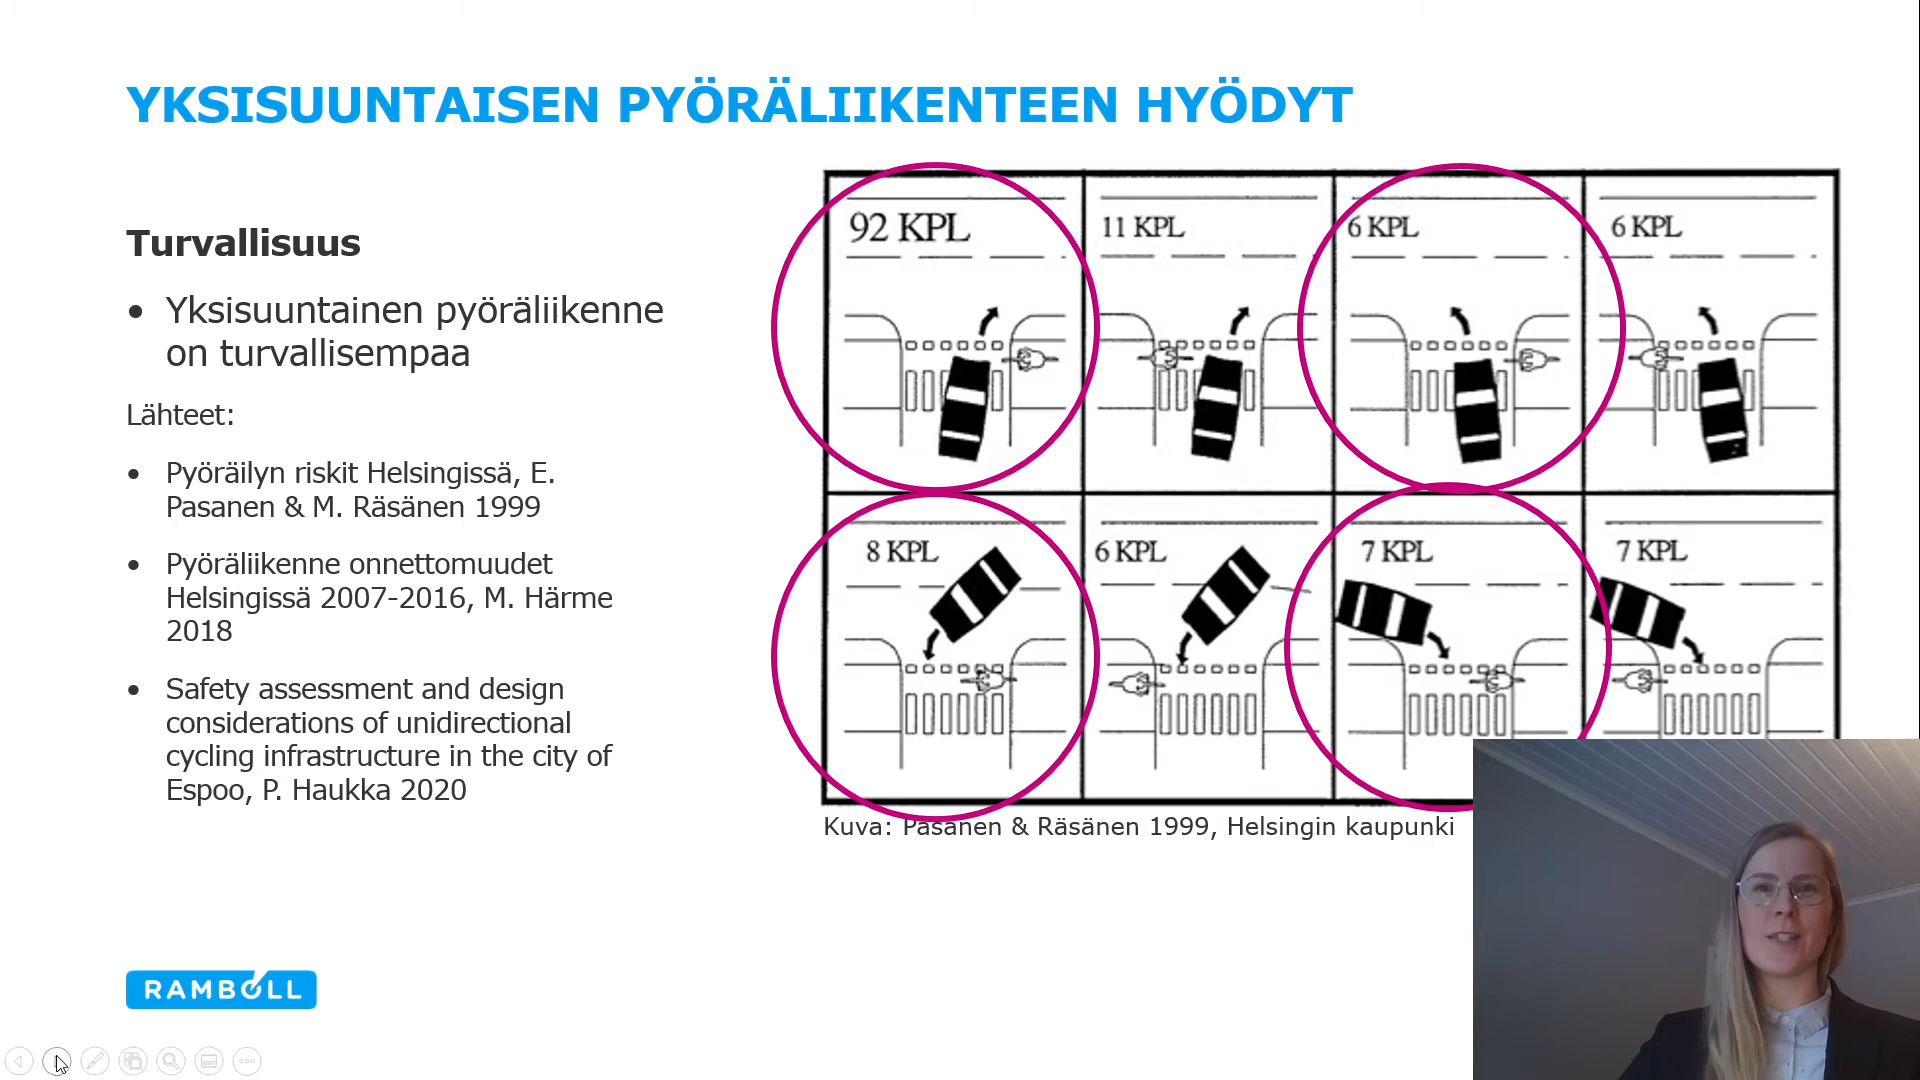 YKSISUUNTAISEN PYÖRÄLIIKENTEEN HYÖDYT
Turvallisuus
• Yksisuuntainen pyöräliikenne
on turvallisempaa
Lähteet:
• Pyöräilyn riskit Helsingissä, E.
Pasanen & M. Räsänen 1999
• Pyöräliikenne onnettomuudet
Helsingissä 2007-2016, M. Härme
2018
• Safety assessment and design
considerations of unidirectional
cycling infrastructure in the city of
Espoo, P. Haukka 2020
92 KPL
11 KPL
6 KPL
6 KPL
8 KPL
6 KPL
7 KPL
7 KPL
Kuva: Pasanen & Räsänen 1999, Helsingin kaupunki
RAMBOLL